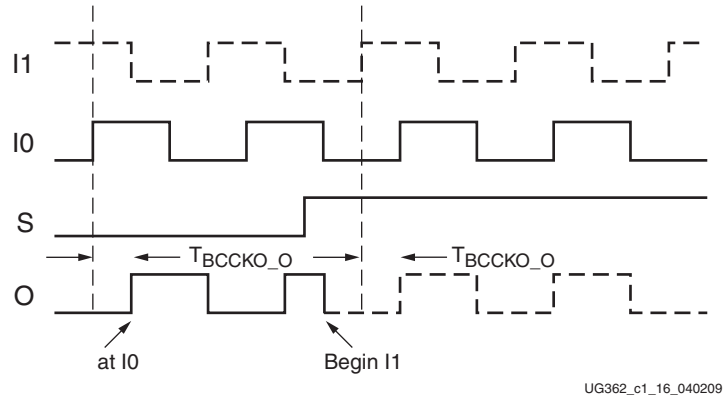 I1
I0
S
TBCCKO_O TBCCKO_O
O
at I0 Begin I1
UG362_c1_16_040209